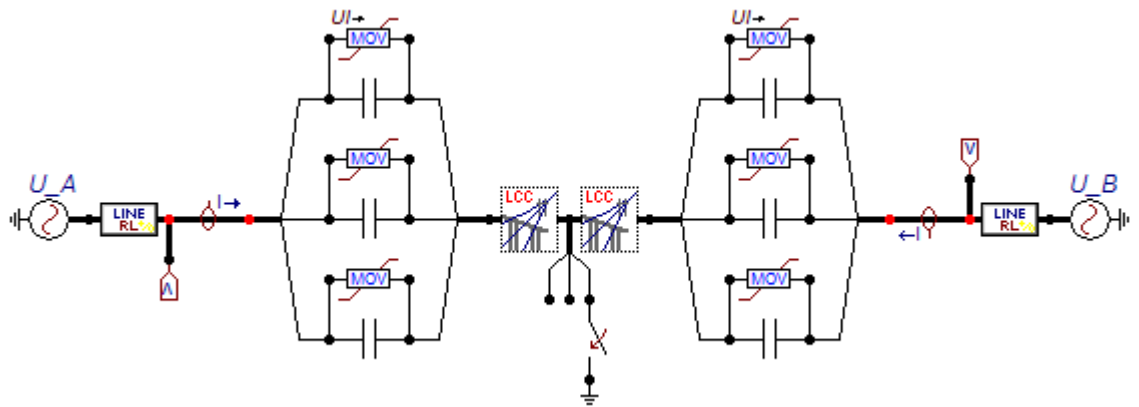 UI→
MOV
UI→
MOV
MOV
MOV
U_A
LINE
RL%
V
I→
LCC
LCC
←I
V
LINE
RL%
U_B
MOV
MOV